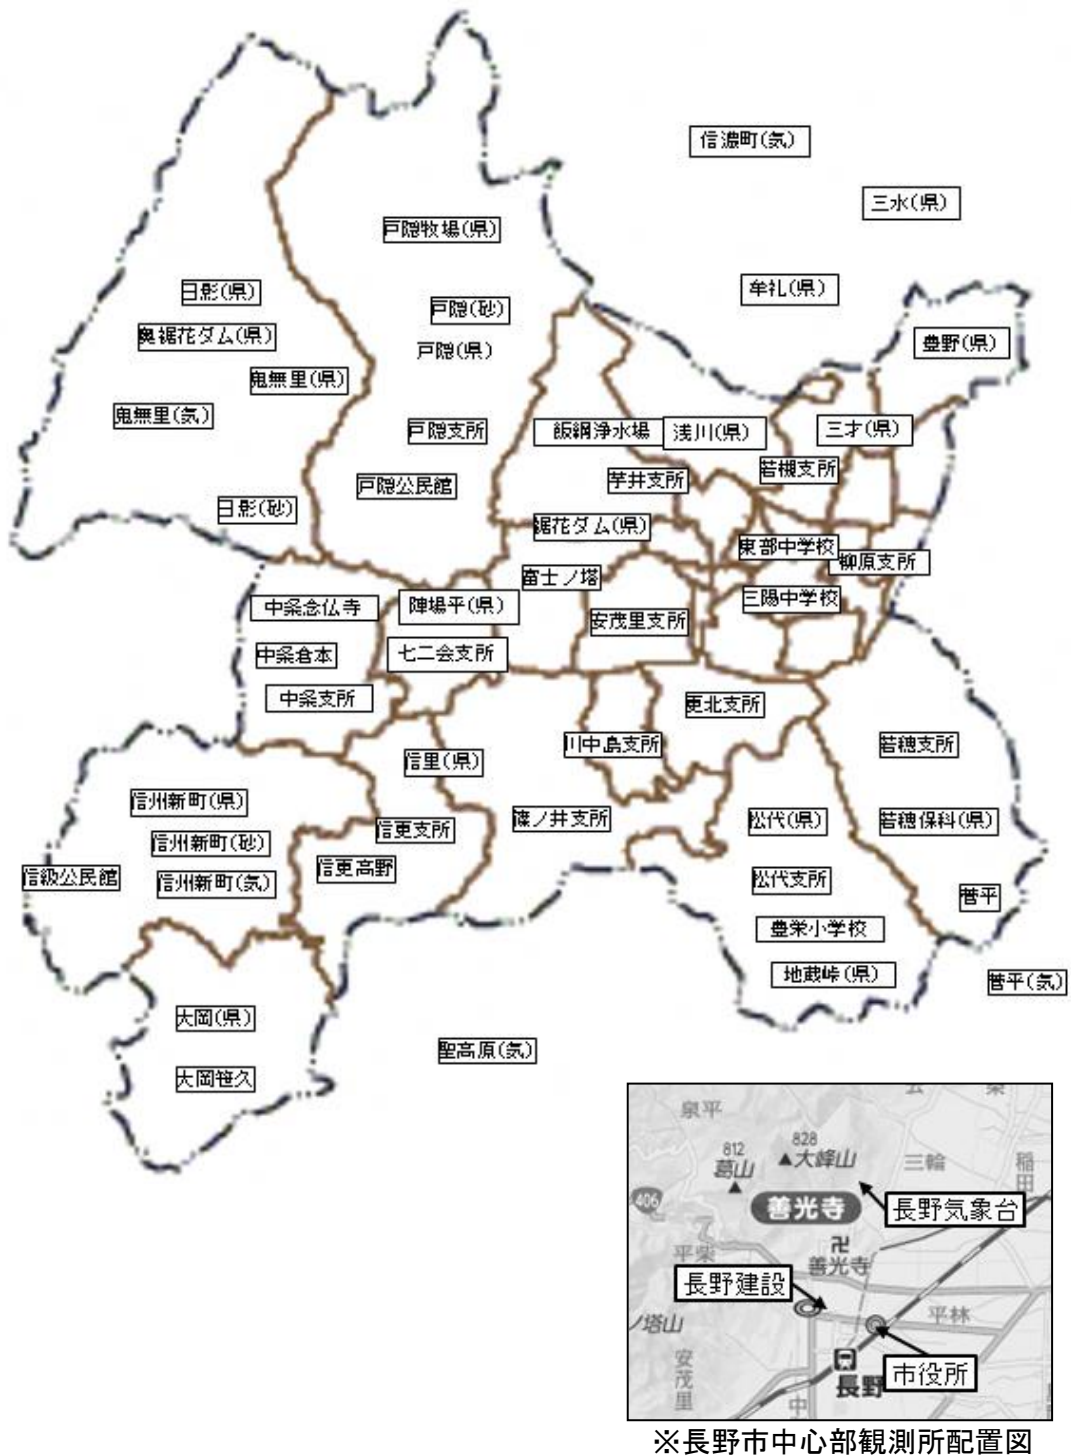 信濃町(気)
三水(県)
戸隠牧場(県)
日影(県)
牟礼(県)
戸隠(砂)
奥裾花ダム(県)
豊野(県)
戸隠(県)
鬼無里(県)
鬼無里(気)
戸隠支所
飯綱浄水場
浅川(県)
三才(県)
若槻支所
芋井支所
戸隠公民館
日影(砂)
裾花ダム(県)
東部中学校
柳原支所
富士ノ塔
三陽中学校
中条念仏寺
陣場平(県)
安茂里支所
中条倉本
七二会支所
中条支所
更北支所
川中島支所
若穂支所
信里(県)
信州新町(県)
篠ノ井支所
松代(県)
若穂保科(県)
信更支所
信州新町(砂)
信更高野
信級公民館
信州新町(気)
松代支所
菅平
豊栄小学校
地蔵峠(県)
菅平(気)
大岡(県)
聖高原(気)
大岡笹久
泉平
812
葛山
828
大峰山
三輪
稲田
406
善光寺
長野気象台
善光寺
平柴
長野建設
平林
ノ塔山
安茂里
市役所
長野
中
※長野市中心部観測所配置図